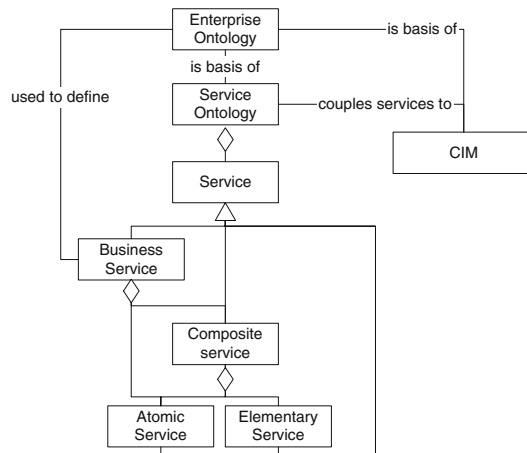 Enterprise
Ontology
is basis of
is basis of
used to define
Service
Ontology
couples services to
CIM
Service
Business
Service
Composite
service
Atomic
Service
Elementary
Service